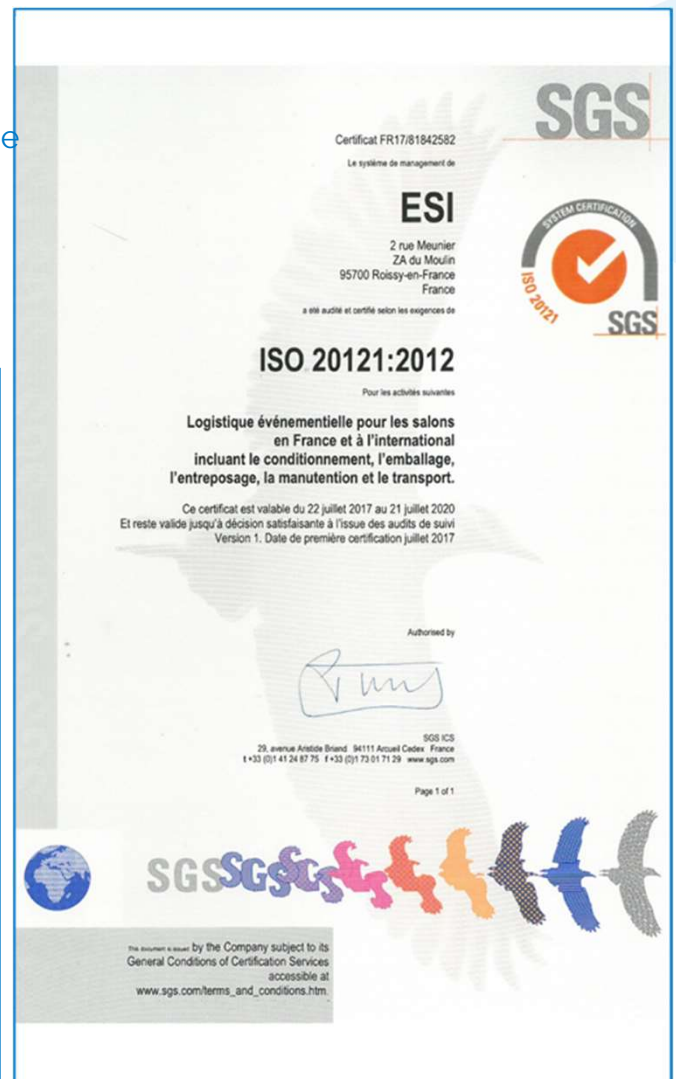 e
SGS
Certificat FR17/81842582
Le système de management de
ESI
2 rue Meunier
ZA du Moulin
95700 Roissy-en-France
France
a été audité et certifié selon les exigences de
SYSTEM CERTIFICATION
ISO 20121
SGS
ISO 20121:2012
Pour les activités suivantes
Logistique événementielle pour les salons
en France et à l'international
incluant le conditionnement, l'emballage,
l'entreposage, la manutention et le transport.
Ce certificat est valable du 22 juillet 2017 au 21 juillet 2020
Et reste valide jusqu'à décision satisfaisante à l'issue des audits de suivi
Version 1. Date de première certification juillet 2017
Authorised by
SGS ICS
29, avenue Aristide Briand 94111 Arcueil Cedex France
t +33 (0)1 41 24 87 75 f +33 (0)1 73 01 71 29 www.sgs.com
Page 1 of 1
SGSSGSSGS
This document is issued by the Company subject to its
General Conditions of Certification Services
accessible at
www.sgs.com/terms_and_conditions.htm.